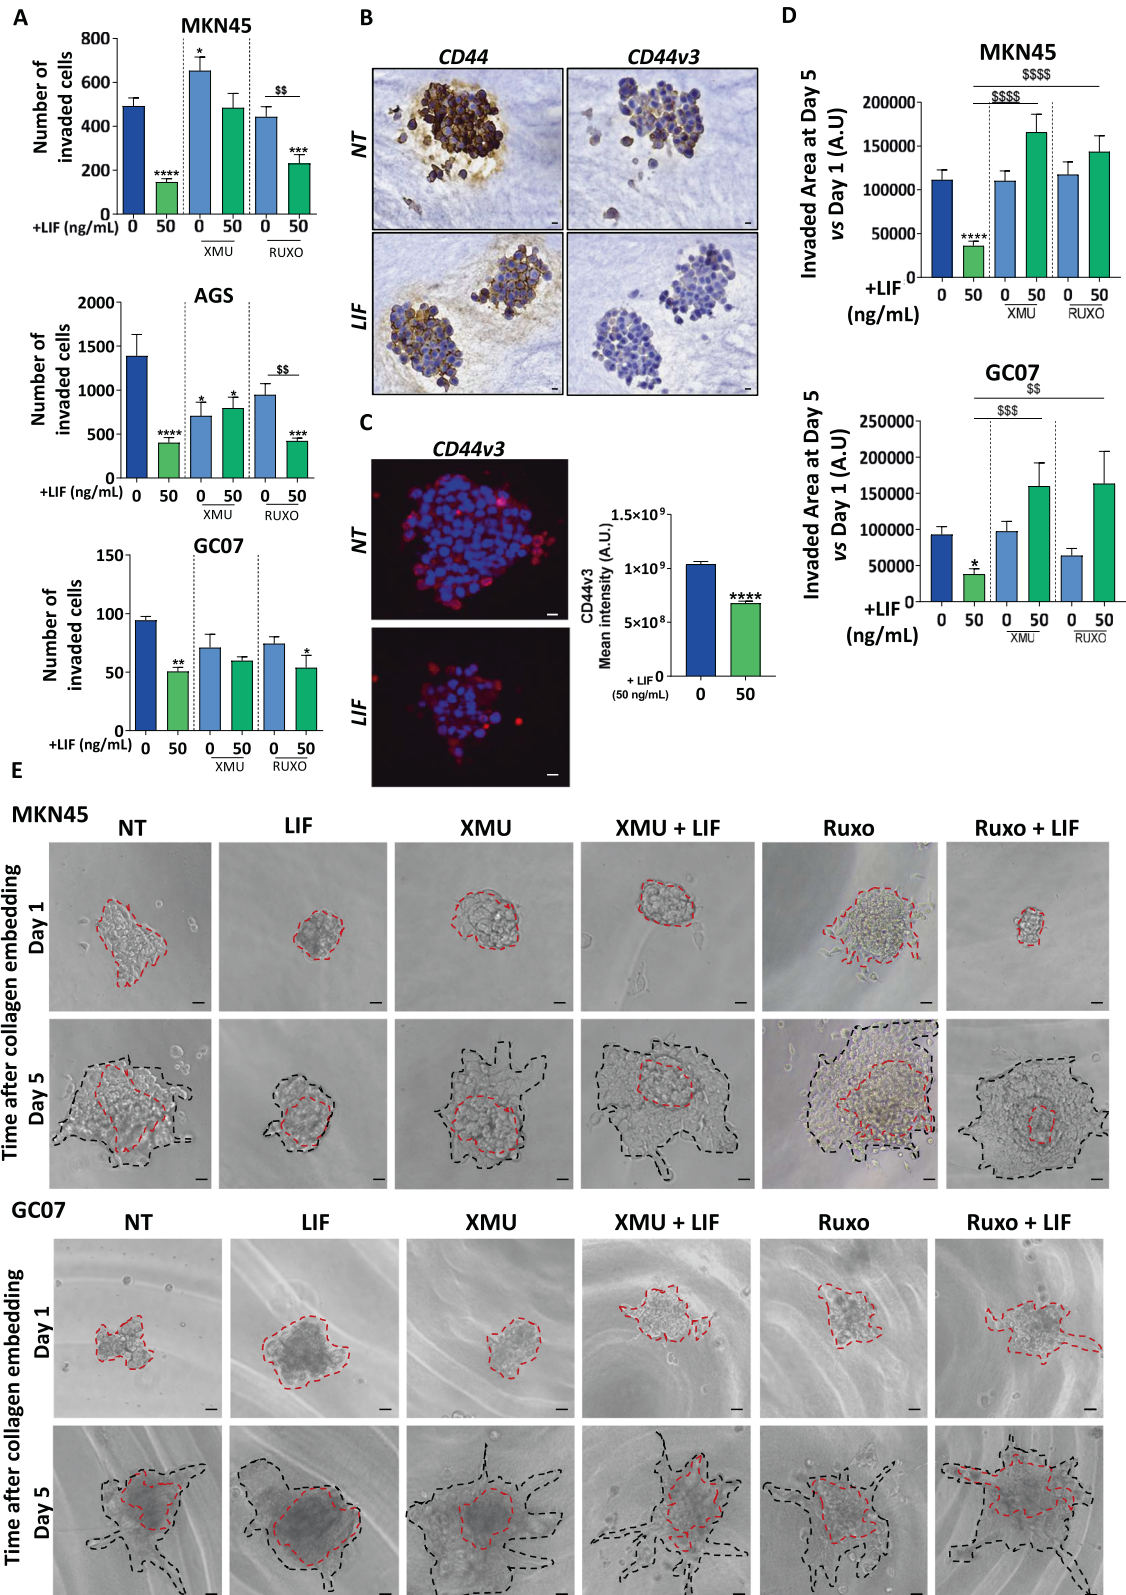 A
MKN45
Number of
invaded cells
800
600
400
200
0
****
*
$$
***
+LIF (ng/mL)
0 50 0 50 0 50
XMU RUXO
AGS
Number of
invaded cells
2000
1500
1000
500
0
****
*
*
$$
***
+LIF (ng/mL)
0 50 0 50 0 50
XMU RUXO
GC07
Number of
invaded cells
150
100
50
0
**
*
+LIF (ng/mL)
0 50 0 50 0 50
XMU RUXO
B
CD44 CD44v3
NT
LIF
C
CD44v3
NT
LIF
CD44v3
Mean intensity (A.U.)
1.5×10⁹
1×10⁹
5×10⁸
0
****
+ LIF
(50 ng/mL)
0 50
D
MKN45
Invaded Area at Day 5
vs Day 1 (A.U)
200000
150000
100000
50000
0
$$$$
$$$$
****
+LIF
(ng/mL)
0 50 0 50 0 50
XMU RUXO
GC07
Invaded Area at Day 5
vs Day 1 (A.U)
250000
200000
150000
100000
50000
0
$$
$$$
*
+LIF
(ng/mL)
0 50 0 50 0 50
XMU RUXO
E
MKN45
NT LIF XMU XMU + LIF Ruxo Ruxo + LIF
Time after collagen embedding
Day 1
Day 5
GC07
NT LIF XMU XMU + LIF Ruxo Ruxo + LIF
Time after collagen embedding
Day 1
Day 5